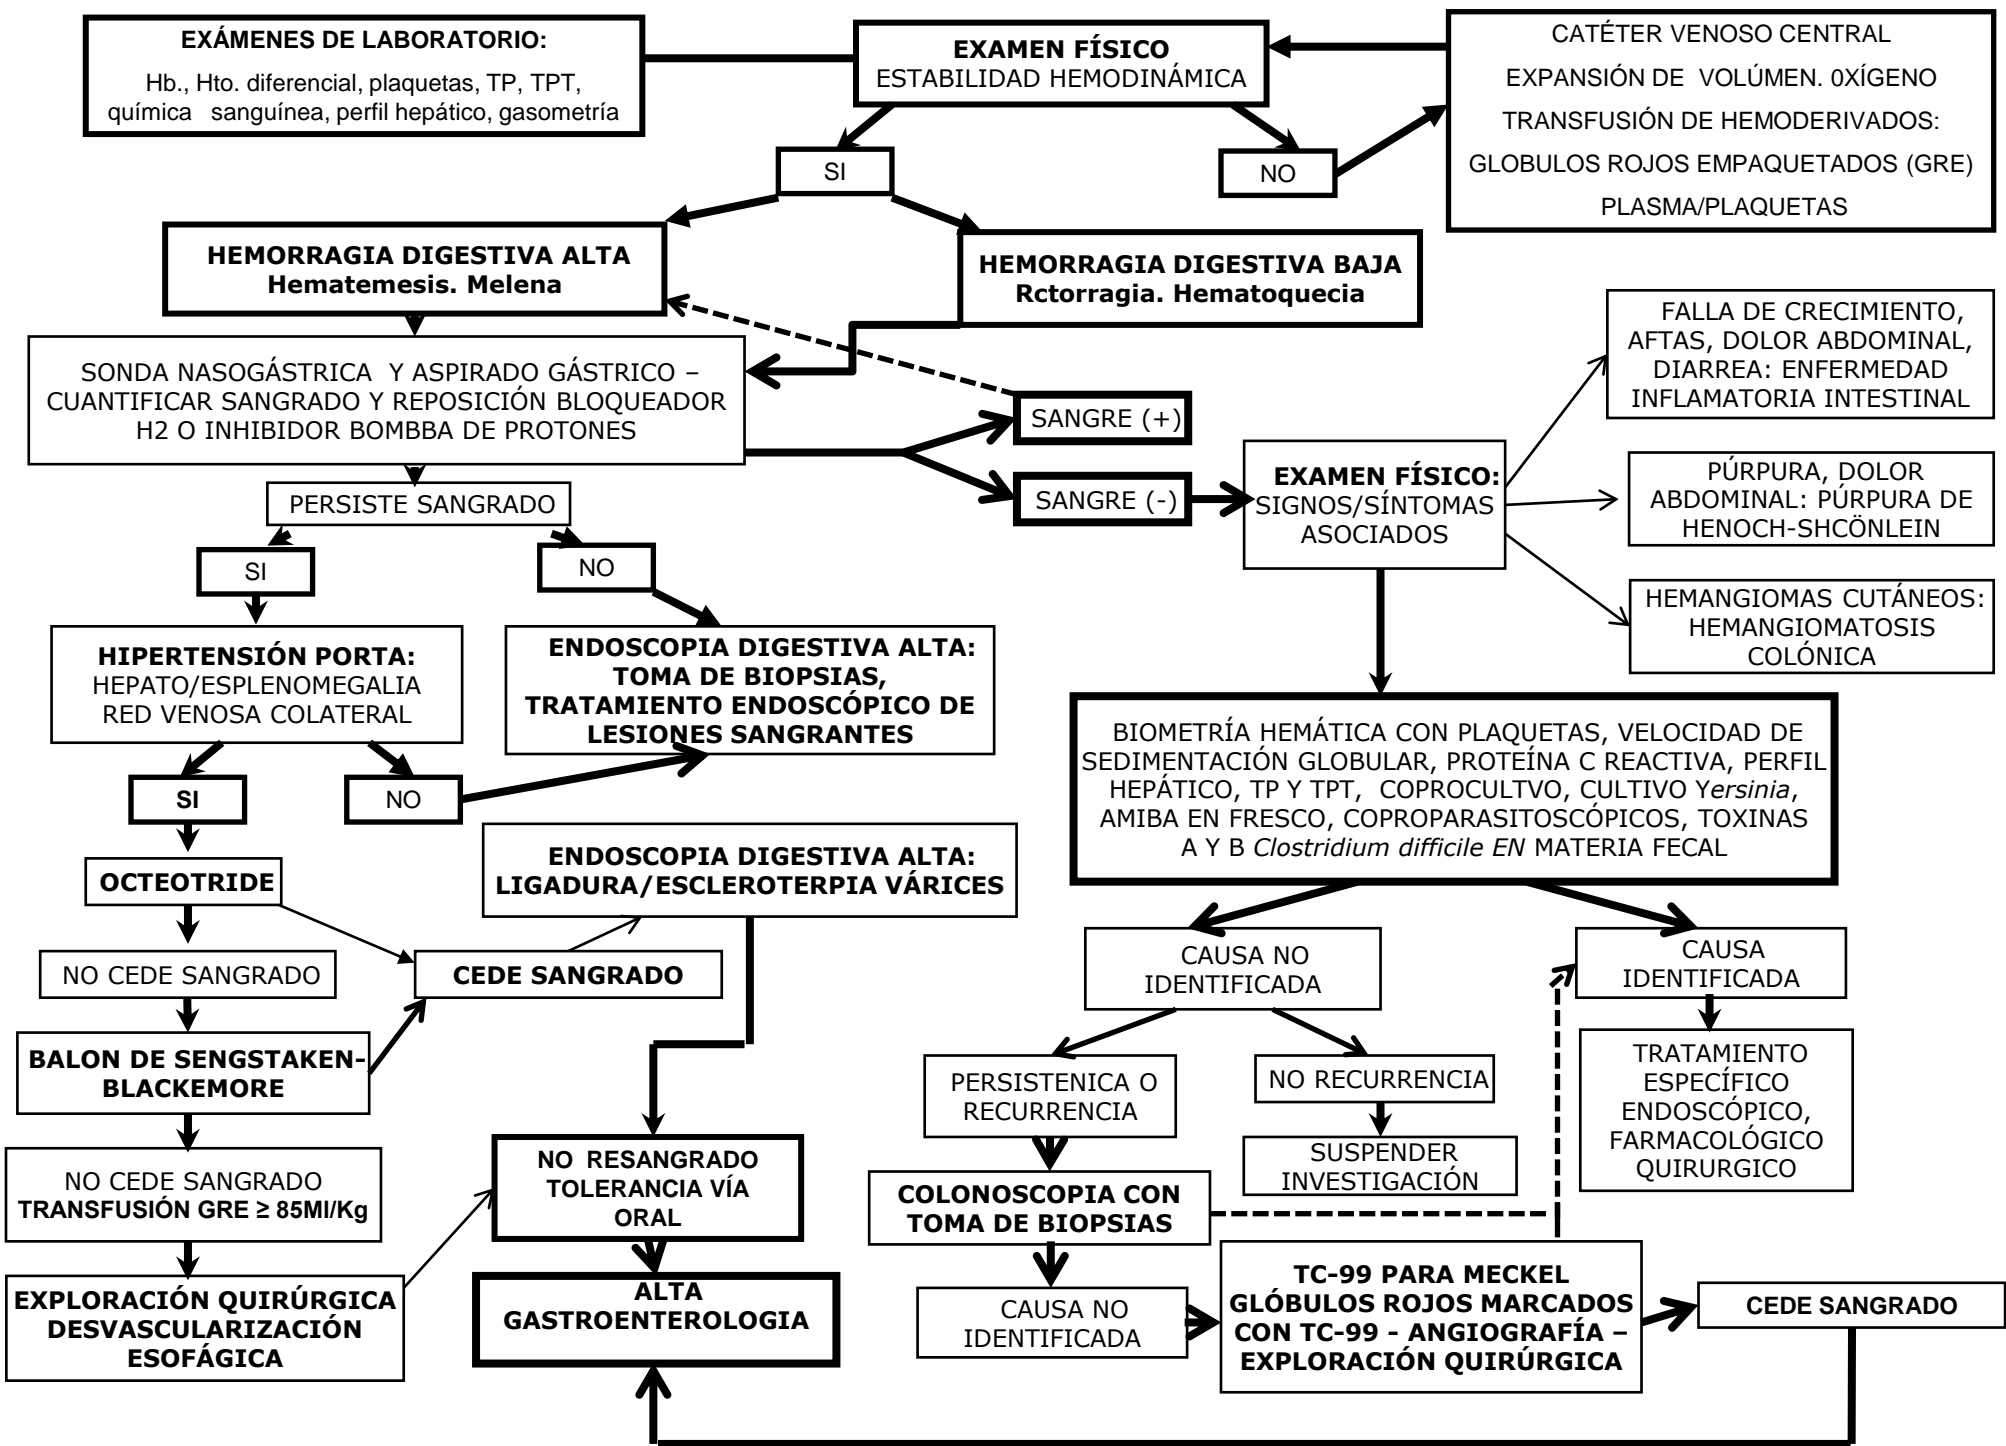 EXÁMENES DE LABORATORIO:
Hb., Hto. diferencial, plaquetas, TP, TPT,
química sanguínea, perfil hepático, gasometría
EXAMEN FÍSICO
ESTABILIDAD HEMODINÁMICA
CATÉTER VENOSO CENTRAL
EXPANSIÓN DE VOLÚMEN. 0XÍGENO
TRANSFUSIÓN DE HEMODERIVADOS:
GLOBULOS ROJOS EMPAQUETADOS (GRE)
PLASMA/PLAQUETAS
SI
NO
HEMORRAGIA DIGESTIVA ALTA
Hematemesis. Melena
HEMORRAGIA DIGESTIVA BAJA
Rctorragia. Hematoquecia
SONDA NASOGÁSTRICA Y ASPIRADO GÁSTRICO –
CUANTIFICAR SANGRADO Y REPOSICIÓN BLOQUEADOR
H2 O INHIBIDOR BOMBBA DE PROTONES
SANGRE (+)
SANGRE (-)
EXAMEN FÍSICO:
SIGNOS/SÍNTOMAS
ASOCIADOS
FALLA DE CRECIMIENTO,
AFTAS, DOLOR ABDOMINAL,
DIARREA: ENFERMEDAD
INFLAMATORIA INTESTINAL
PÚRPURA, DOLOR
ABDOMINAL: PÚRPURA DE
HENOCH-SHCÖNLEIN
HEMANGIOMAS CUTÁNEOS:
HEMANGIOMATOSIS
COLÓNICA
PERSISTE SANGRADO
SI
NO
HIPERTENSIÓN PORTA:
HEPATO/ESPLENOMEGALIA
RED VENOSA COLATERAL
ENDOSCOPIA DIGESTIVA ALTA:
TOMA DE BIOPSIAS,
TRATAMIENTO ENDOSCÓPICO DE
LESIONES SANGRANTES
SI
NO
BIOMETRÍA HEMÁTICA CON PLAQUETAS, VELOCIDAD DE
SEDIMENTACIÓN GLOBULAR, PROTEÍNA C REACTIVA, PERFIL
HEPÁTICO, TP Y TPT, COPROCULTVO, CULTIVO Yersinia,
AMIBA EN FRESCO, COPROPARASITOSCÓPICOS, TOXINAS
A Y B Clostridium difficile EN MATERIA FECAL
OCTEOTRIDE
ENDOSCOPIA DIGESTIVA ALTA:
LIGADURA/ESCLEROTERPIA VÁRICES
NO CEDE SANGRADO
CEDE SANGRADO
BALON DE SENGSTAKEN-
BLACKEMORE
NO CEDE SANGRADO
TRANSFUSIÓN GRE ≥ 85Ml/Kg
EXPLORACIÓN QUIRÚRGICA
DESVASCULARIZACIÓN
ESOFÁGICA
NO RESANGRADO
TOLERANCIA VÍA
ORAL
ALTA
GASTROENTEROLOGIA
CAUSA NO
IDENTIFICADA
CAUSA
IDENTIFICADA
PERSISTENICA O
RECURRENCIA
NO RECURRENCIA
SUSPENDER
INVESTIGACIÓN
TRATAMIENTO
ESPECÍFICO
ENDOSCÓPICO,
FARMACOLÓGICO
QUIRURGICO
COLONOSCOPIA CON
TOMA DE BIOPSIAS
CAUSA NO
IDENTIFICADA
TC-99 PARA MECKEL
GLÓBULOS ROJOS MARCADOS
CON TC-99 - ANGIOGRAFÍA –
EXPLORACIÓN QUIRÚRGICA
CEDE SANGRADO